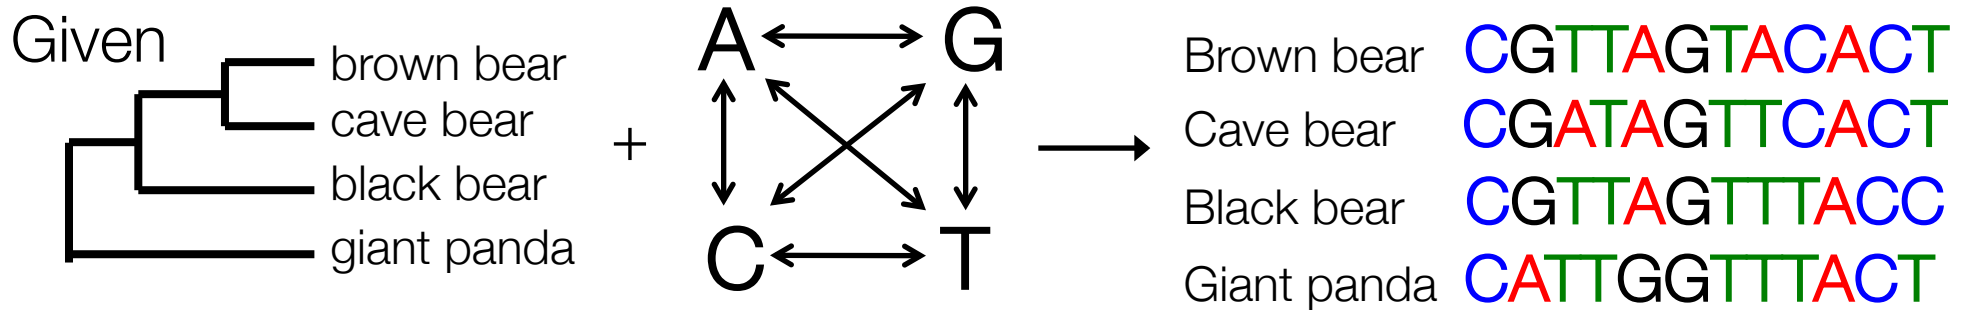 Given
brown bear
cave bear
black bear
giant panda
+
A G
C T
Brown bear CGTTAGTACACT
Cave bear CGATAGTTCACT
Black bear CGTTAGTTTACC
Giant panda CATTGGTTTACT